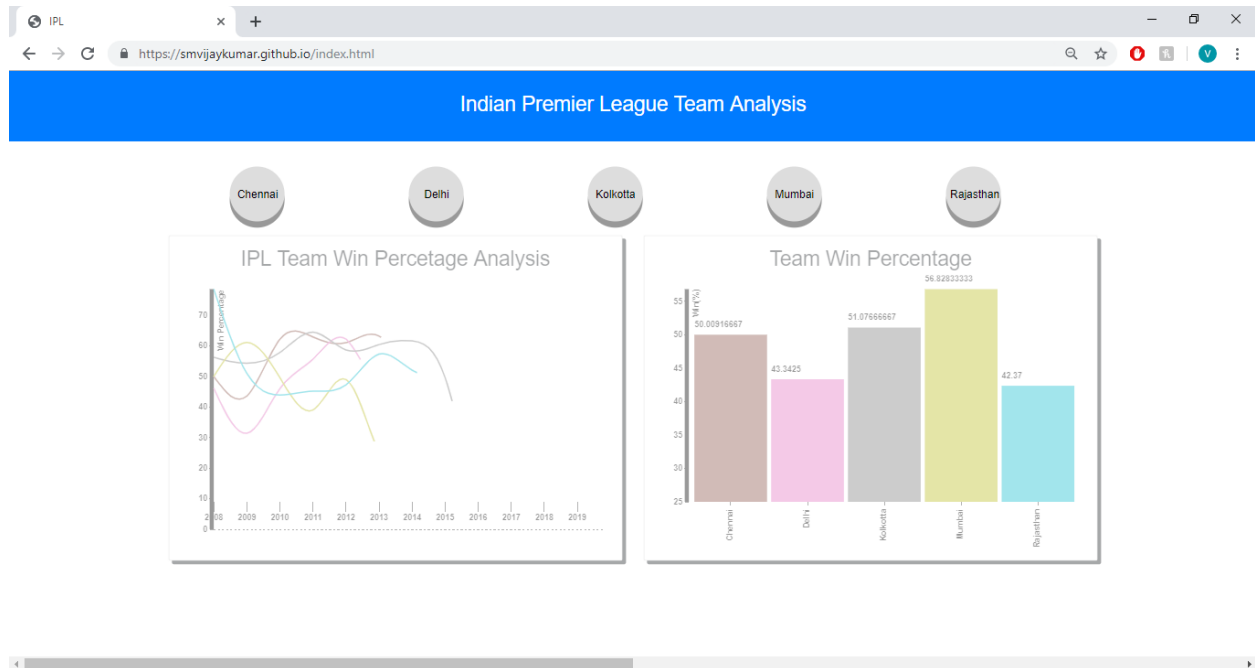 IPL
https://smvijaykumar.github.io/index.html
V
Indian Premier League Team Analysis
Chennai
Delhi
Kolkotta
Mumbai
Rajasthan
IPL Team Win Percetage Analysis
Win Percentage
70
60
50
40
30
20
10
0
2008
2009
2010
2011
2012
2013
2014
2015
2016
2017
2018
2019
Team Win Percentage
Win(%)
55
50
45
40
35
30
25
50.00916667
43.3425
51.07666667
56.82833333
42.37
Chennai
Delhi
Kolkotta
Mumbai
Rajasthan